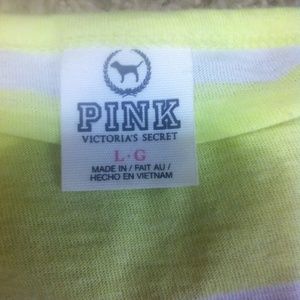 PINK
VICTORIA'S SECRET
L·G
MADE IN / FAIT AU /
HECHO EN VIETNAM